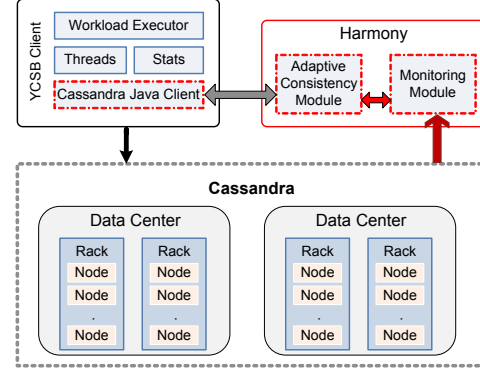 YCSB Client
Workload Executor
Threads
Stats
Cassandra Java Client
Harmony
Adaptive
Consistency
Module
Monitoring
Module
Cassandra
Data Center
Rack
Node
Node
.
Node
Rack
Node
Node
.
Node
Data Center
Rack
Node
Node
.
Node
Rack
Node
Node
.
Node